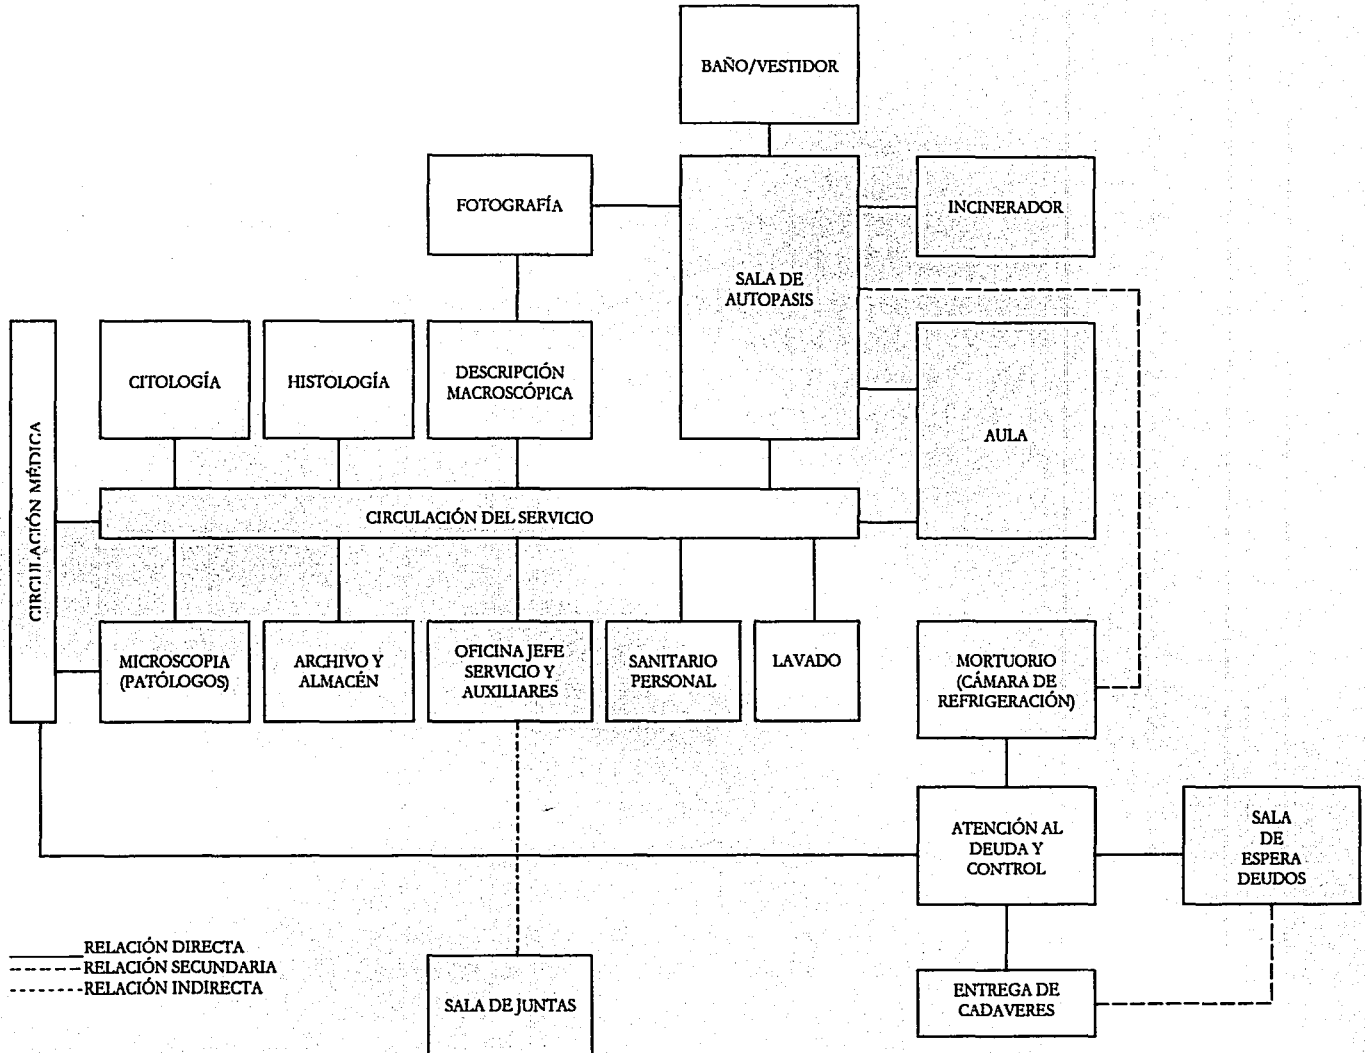 BAÑO/VESTIDOR
FOTOGRAFÍA
INCINERADOR
SALA DE
AUTOPASIS
CITOLOGÍA
HISTOLOGÍA
DESCRIPCIÓN
MACROSCÓPICA
AULA
CIRCULACIÓN MÉDICA
CIRCULACIÓN DEL SERVICIO
MICROSCOPIA
(PATÓLOGOS)
ARCHIVO Y
ALMACÉN
OFICINA JEFE
SERVICIO Y
AUXILIARES
SANITARIO
PERSONAL
LAVADO
MORTUORIO
(CÁMARA DE
REFRIGERACIÓN)
ATENCIÓN AL
DEUDA Y
CONTROL
SALA
DE
ESPERA
DEUDOS
RELACIÓN DIRECTA
RELACIÓN SECUNDARIA
RELACIÓN INDIRECTA
SALA DE JUNTAS
ENTREGA DE
CADAVERES